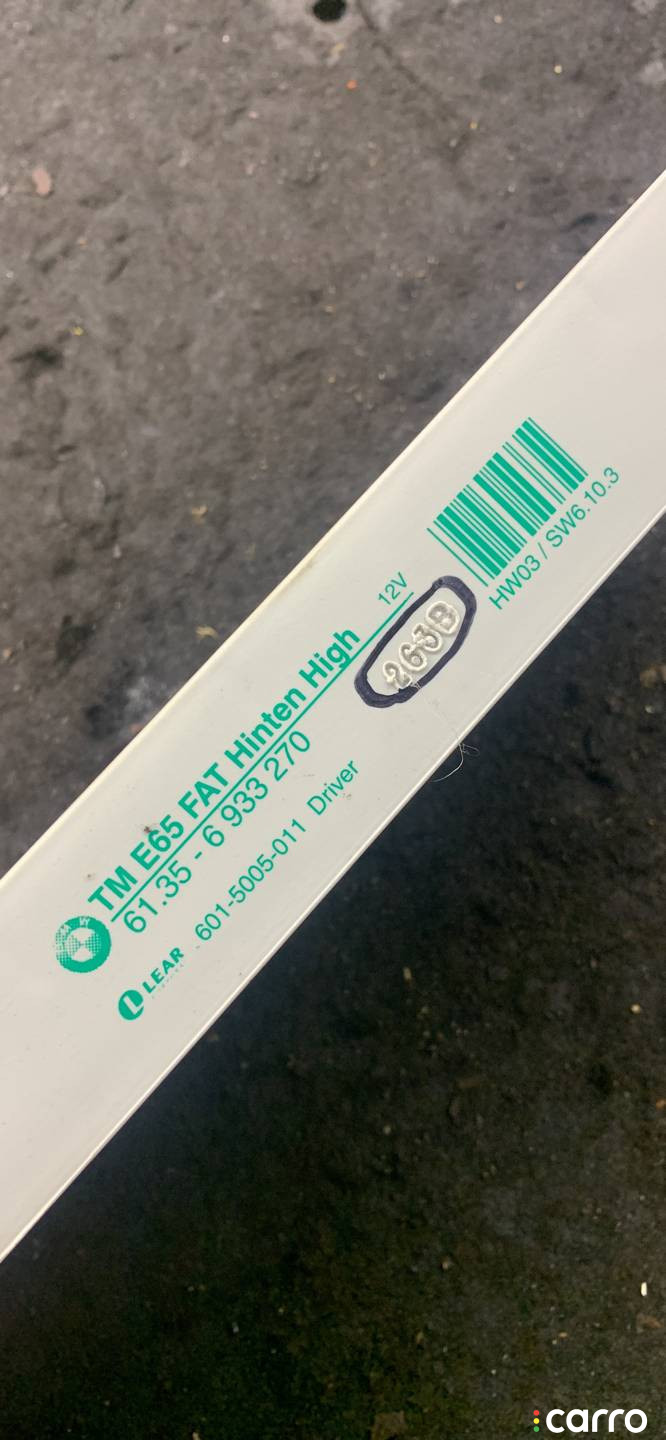 TM E65 FAT Hinten High 12V
61.35 - 6 933 270
LEAR 601-5005-011 Driver
263B
HW03 / SW6.10.3
carro